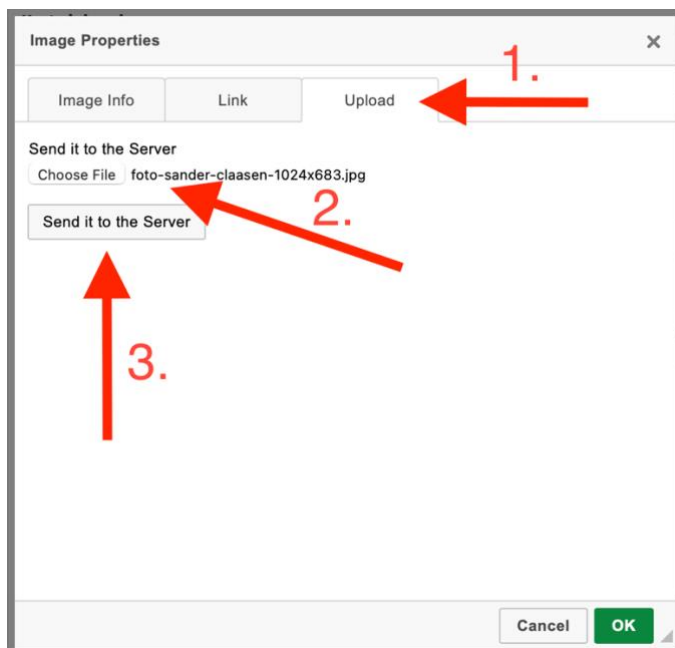 Image Properties
1.
Image Info Link Upload
Send it to the Server
Choose File foto-sander-claasen-1024x683.jpg
2.
Send it to the Server
3.
Cancel OK